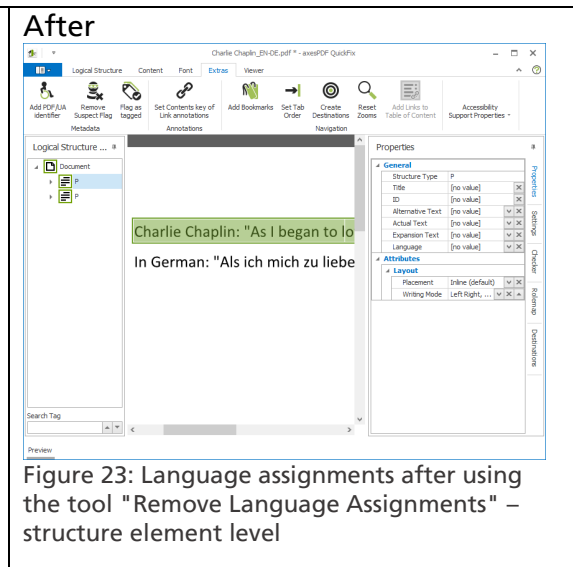 After
Charlie Chaplin_EN-DE.pdf * - axesPDF QuickFix
Logical Structure Content Font Extras Viewer
Add PDF/UA identifier
Remove Suspect Flag
Flag as tagged
Set Contents key of Link annotations
Add Bookmarks
Set Tab Order
Create Destinations
Reset Zooms
Add Links to Table of Content
Accessibility Support Properties
Metadata Annotations Navigation
Logical Structure ...
Document
P
P
Search Tag
Charlie Chaplin: "As I began to lo
In German: "Als ich mich zu liebe
Properties
General
Structure Type P
Title [no value]
ID [no value]
Alternative Text [no value]
Actual Text [no value]
Expansion Text [no value]
Language [no value]
Attributes
Layout
Placement Inline (default)
Writing Mode Left Right, ...
Properties
Settings
Checker
Rolemap
Destinations
Preview
Figure 23: Language assignments after using
the tool "Remove Language Assignments" –
structure element level